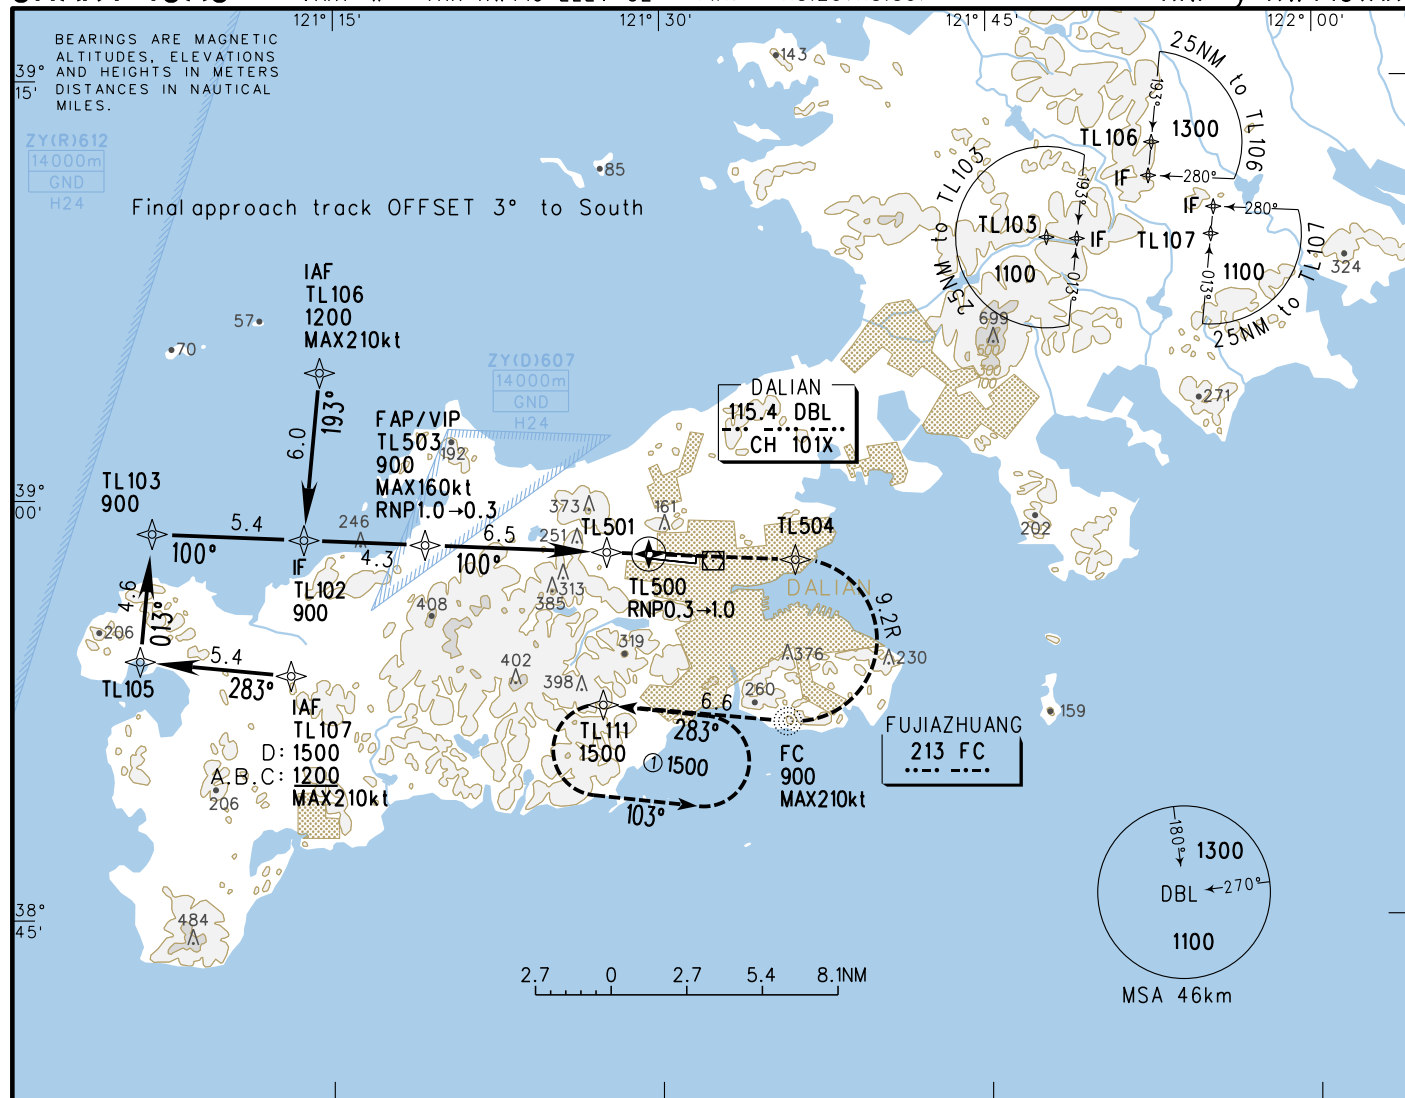 121°15'
121°30'
121°45'
122°00'
BEARINGS ARE MAGNETIC
ALTITUDES, ELEVATIONS
AND HEIGHTS IN METERS
DISTANCES IN NAUTICAL
MILES.
39°
15'
ZY(R)612
14000m
GND
H24
143
85
Final approach track OFFSET 3° to South
25NM to TL106
193°
1300
TL106
IF
280°
25NM to TL103
193°
TL103
IF
1100
013°
IF
280°
TL107
1100
013°
25NM to TL107
324
IAF
TL106
1200
MAX210kt
57
70
193°
6.0
ZY(D)607
14000m
GND
H24
699
500
300
100
271
DALIAN
115.4 DBL
CH 101X
FAP/VIP
TL503
900
MAX160kt
RNP1.0→0.3
192
TL103
900
39°
00'
5.4
100°
246
4.3
6.5
100°
373
251
161
TL501
TL504
202
IF
TL102
900
313
385
TL500
RNP0.3→1.0
DALIAN
9.2R
4.6
013°
206
408
319
402
398
376
230
260
5.4
283°
TL105
IAF
TL107
D: 1500
A.B.C: 1200
MAX210kt
206
6.6
283°
TL111
1500
① 1500
103°
FC
900
MAX210kt
FUJIAZHUANG
213 FC
159
180°
1300
DBL
270°
1100
MSA 46km
38°
45'
484
2.7 0 2.7 5.4 8.1NM